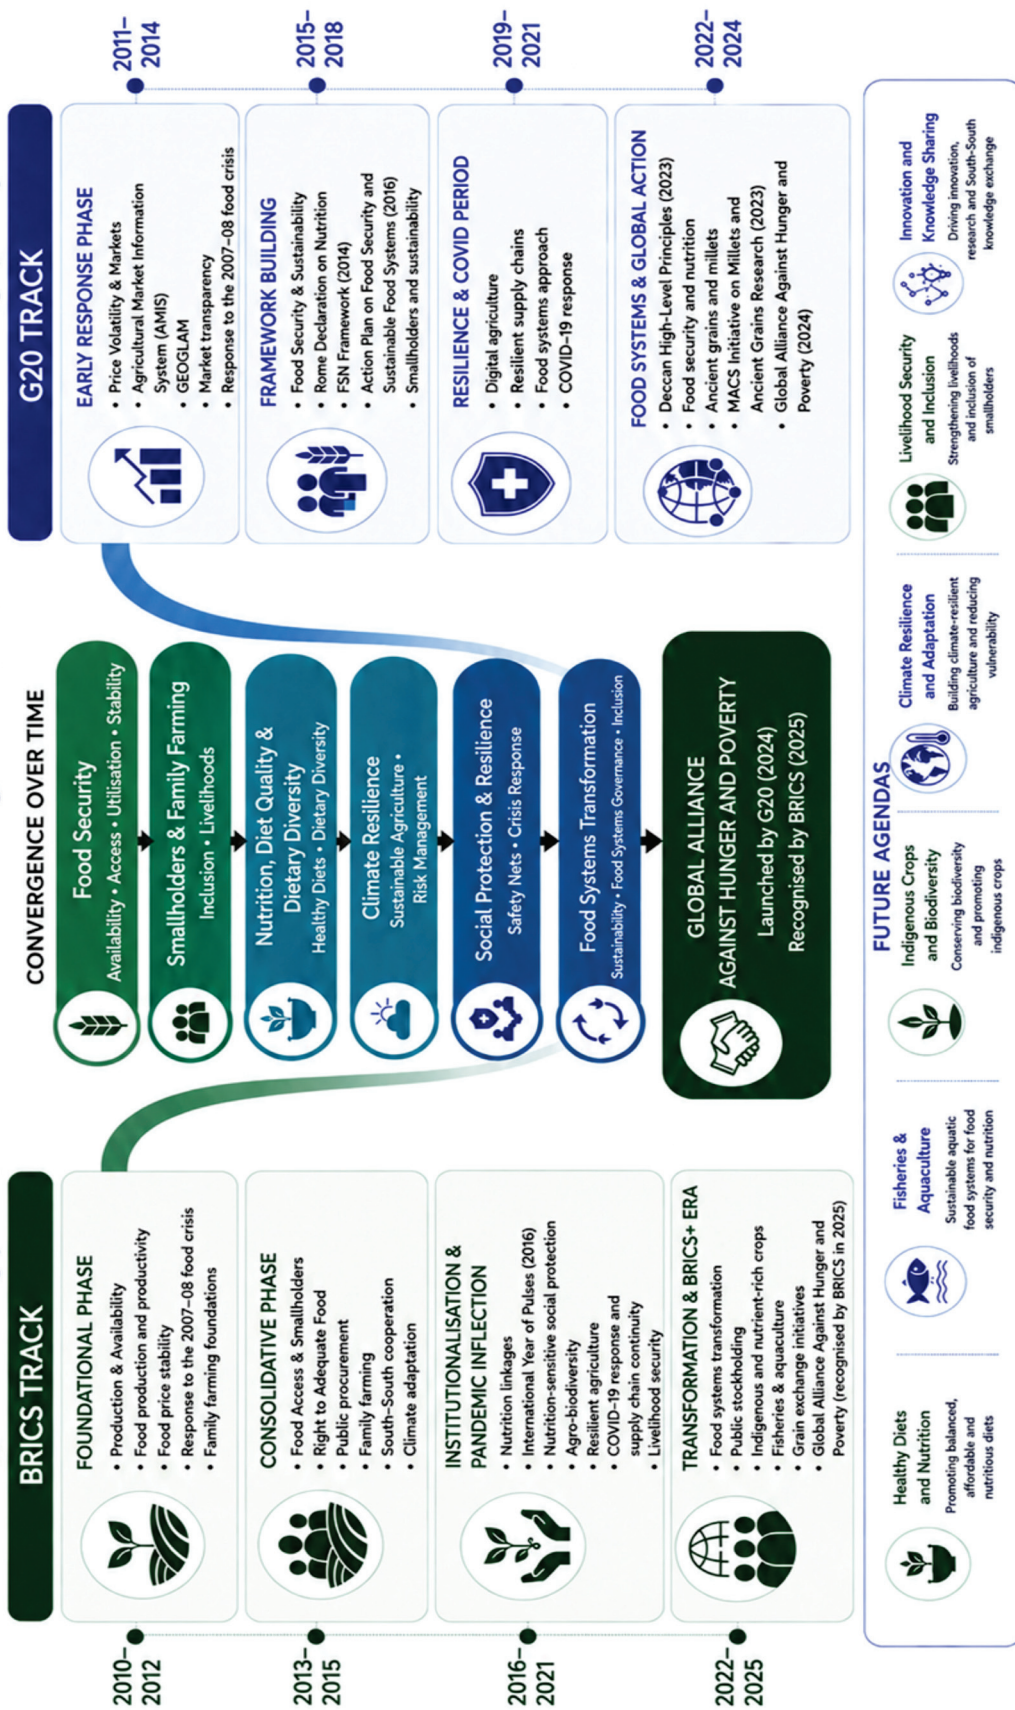 BRICS TRACK
2010–
2012
FOUNDATIONAL PHASE
• Production & Availability
• Food production and productivity
• Food price stability
• Response to the 2007–08 food crisis
• Family farming foundations
2013–
2015
CONSOLIDATIVE PHASE
• Food Access & Smallholders
• Right to Adequate Food
• Public procurement
• Family farming
• South–South cooperation
• Climate adaptation
2016–
2021
INSTITUTIONALISATION &
PANDEMIC INFLECTION
• Nutrition linkages
• International Year of Pulses (2016)
• Nutrition-sensitive social protection
• Agro-biodiversity
• Resilient agriculture
• COVID–19 response and
supply chain continuity
• Livelihood security
2022–
2025
TRANSFORMATION & BRICS+ ERA
• Food systems transformation
• Public stockholding
• Indigenous and nutrient-rich crops
• Fisheries & aquaculture
• Grain exchange initiatives
• Global Alliance Against Hunger and
Poverty (recognised by BRICS in 2025)
CONVERGENCE OVER TIME
Food Security
Availability • Access • Utilisation • Stability
Smallholders & Family Farming
Inclusion • Livelihoods
Nutrition, Diet Quality &
Dietary Diversity
Healthy Diets • Dietary Diversity
Climate Resilience
Sustainable Agriculture •
Risk Management
Social Protection & Resilience
Safety Nets • Crisis Response
Food Systems Transformation
Sustainability • Food Systems Governance • Inclusion
GLOBAL ALLIANCE
AGAINST HUNGER AND POVERTY
Launched by G20 (2024)
Recognised by BRICS (2025)
G20 TRACK
EARLY RESPONSE PHASE
• Price Volatility & Markets
• Agricultural Market Information
System (AMIS)
• GEOGLAM
• Market transparency
• Response to the 2007–08 food crisis
2011–
2014
FRAMEWORK BUILDING
• Food Security & Sustainability
• Rome Declaration on Nutrition
• FSN Framework (2014)
• Action Plan on Food Security and
Sustainable Food Systems (2016)
• Smallholders and sustainability
2015–
2018
RESILIENCE & COVID PERIOD
• Digital agriculture
• Resilient supply chains
• Food systems approach
• COVID–19 response
2019–
2021
FOOD SYSTEMS & GLOBAL ACTION
• Deccan High-Level Principles (2023)
• Food security and nutrition
• Ancient grains and millets
• MACS Initiative on Millets and
Ancient Grains Research (2023)
• Global Alliance Against Hunger and
Poverty (2024)
2022–
2024
FUTURE AGENDAS
Healthy Diets
and Nutrition
Promoting balanced,
affordable and
nutritious diets
Fisheries &
Aquaculture
Sustainable aquatic
food systems for food
security and nutrition
Indigenous Crops
and Biodiversity
Conserving biodiversity
and promoting
indigenous crops
Climate Resilience
and Adaptation
Building climate-resilient
agriculture and reducing
vulnerability
Livelihood Security
and Inclusion
Strengthening livelihoods
and inclusion of
smallholders
Innovation and
Knowledge Sharing
Driving innovation,
research and South-South
knowledge exchange